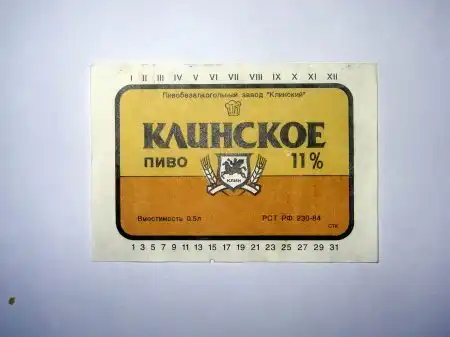 I II III IV V VI VII VIII IX X XI XII
Пивобезалкогольный завод "Клинский"
КЛИНСКОЕ
ПИВО 11%
КЛИН
Вместимость 0,5л РСТ РФ 230-84
СТК
1 3 5 7 9 11 13 15 17 19 21 23 25 27 29 31